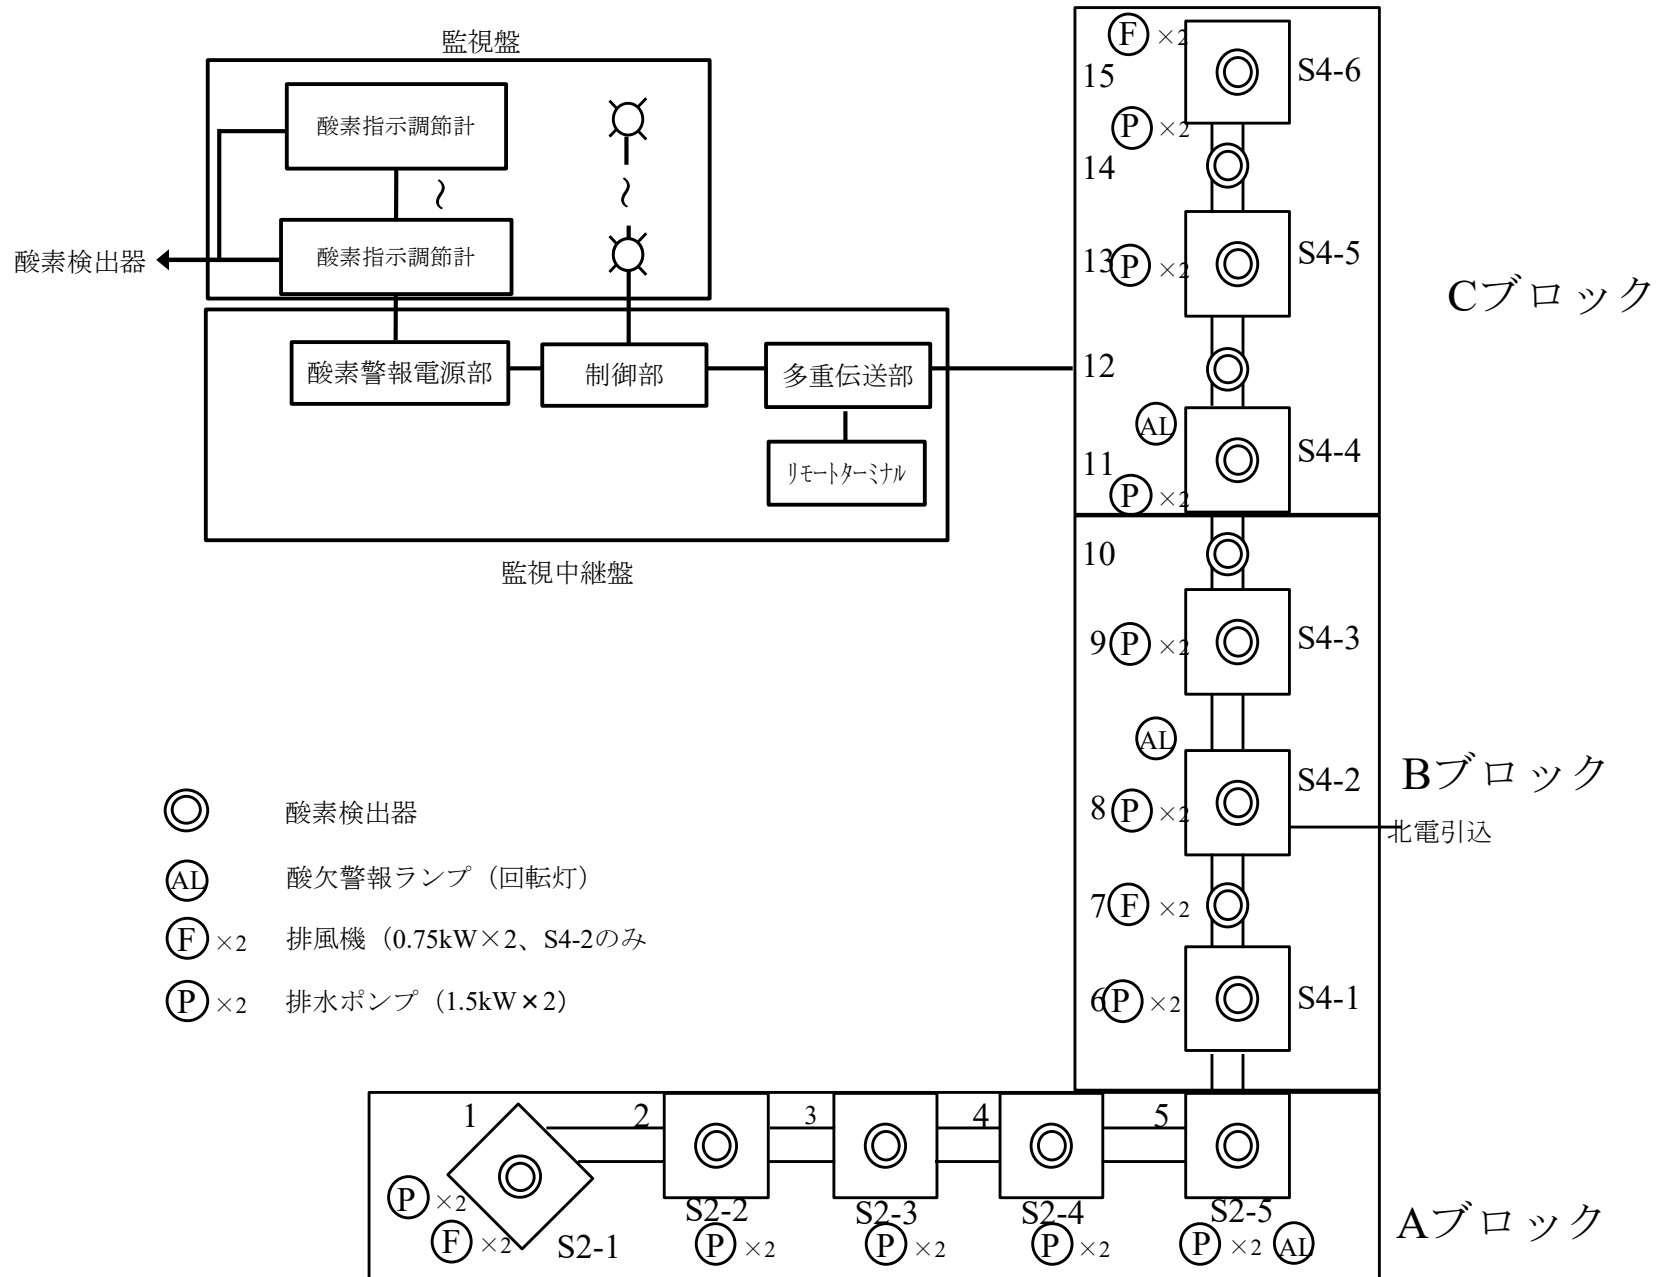 監視盤
酸素指示調節計
酸素指示調節計
酸素検出器
酸素警報電源部
制御部
多重伝送部
リモートターミナル
監視中継盤
F ×2
15
S4-6
P ×2
14
13
P ×2
S4-5
Cブロック
12
AL
11
S4-4
P ×2
10
9
P ×2
S4-3
AL
S4-2
Bブロック
8
P ×2
北電引込
7
F ×2
6
P ×2
S4-1
酸素検出器
AL 酸欠警報ランプ（回転灯）
F ×2 排風機（0.75kW×2、S4-2のみ
P ×2 排水ポンプ（1.5kW×2）
1
2
3
4
5
P ×2
F ×2
S2-1
S2-2
P ×2
S2-3
P ×2
S2-4
P ×2
S2-5
P ×2 AL
Aブロック